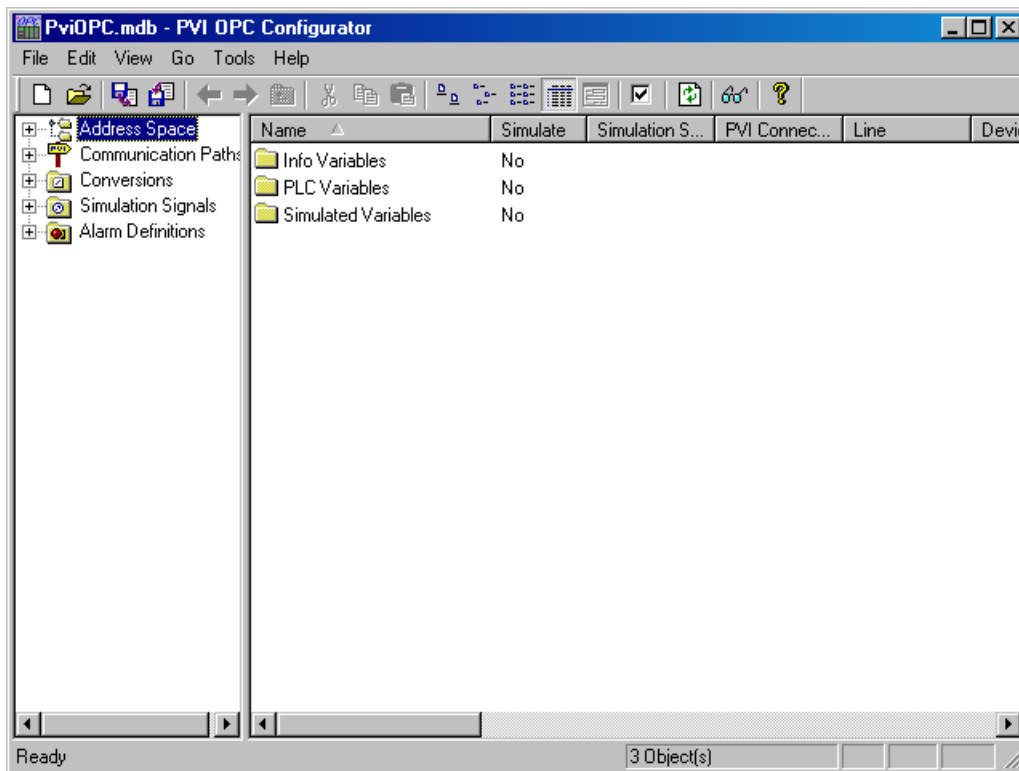 PviOPC.mdb - PVI OPC Configurator
File Edit View Go Tools Help
Address Space
Communication Paths
Conversions
Simulation Signals
Alarm Definitions
Name Simulate Simulation S... PVI Connec... Line Devi
Info Variables No
PLC Variables No
Simulated Variables No
Ready 3 Object(s)